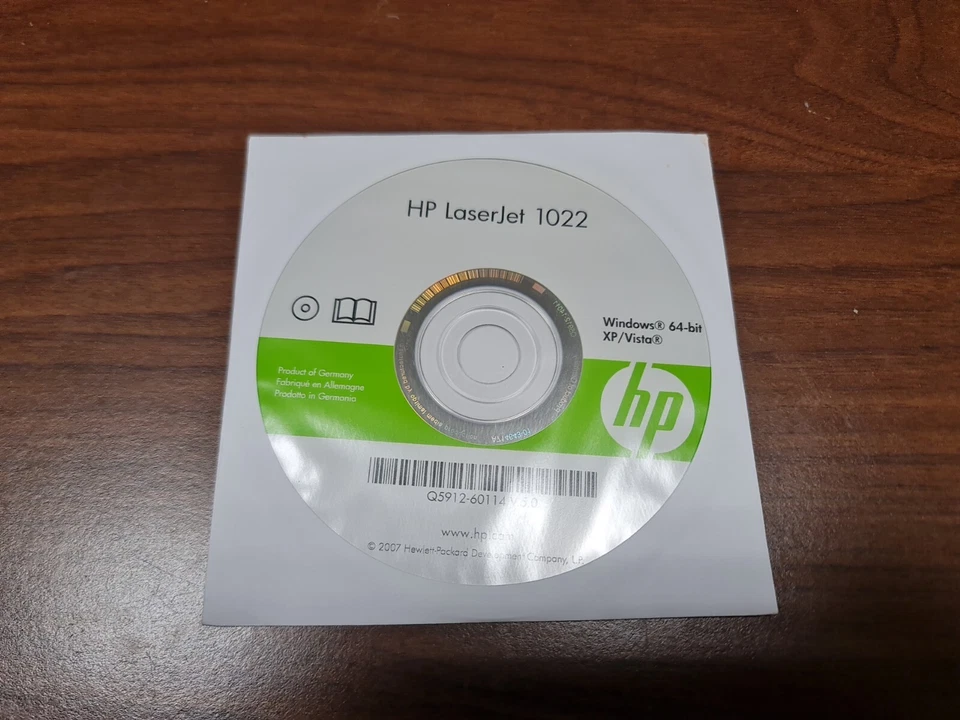 HP LaserJet 1022
Windows® 64-bit
XP/Vista®
Product of Germany
Fabriqué en Allemagne
Prodotto in Germania
hp
Q5912-60114 V.3.0
www.hp.com
© 2007 Hewlett-Packard Development Company, L.P.